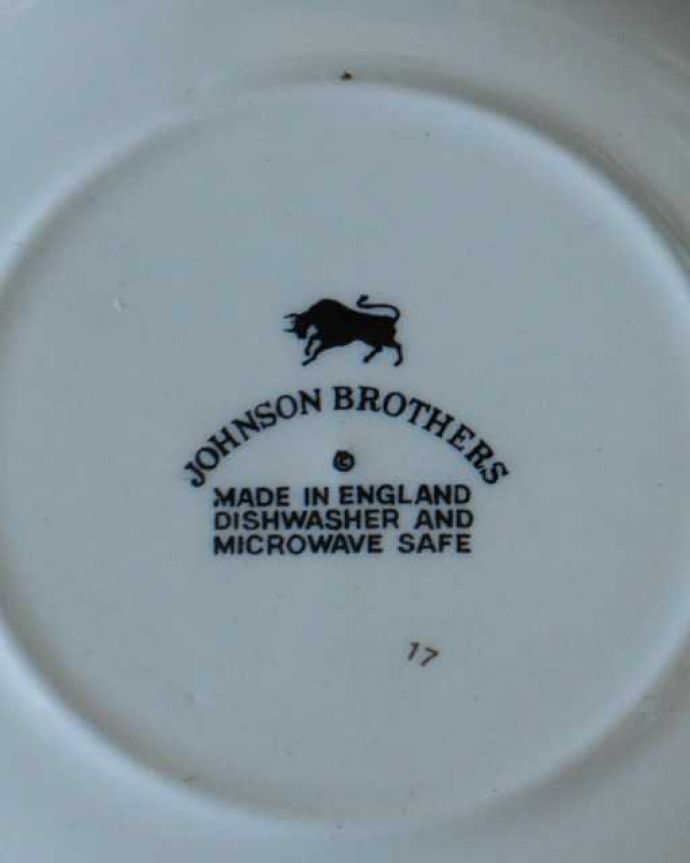 JOHNSON BROTHERS
©
MADE IN ENGLAND
DISHWASHER AND
MICROWAVE SAFE
17